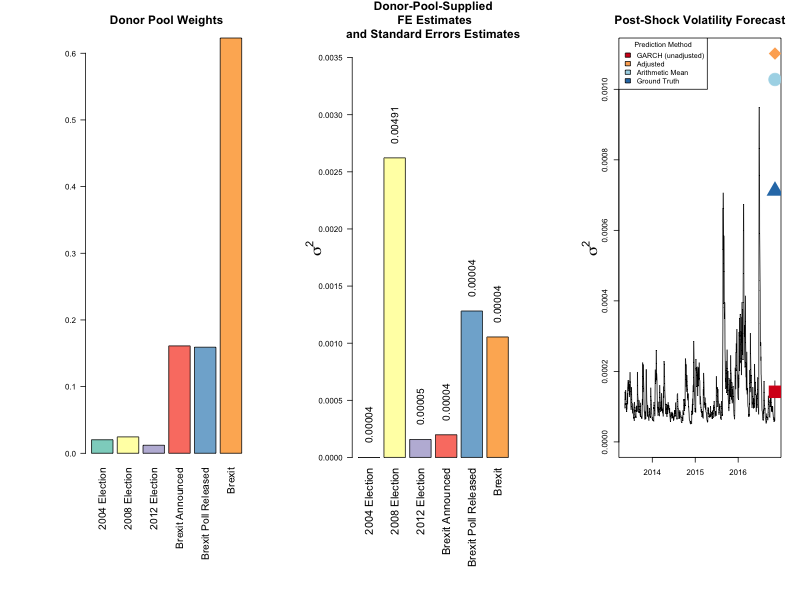 Donor Pool Weights
0.0
0.1
0.2
0.3
0.4
0.5
0.6
2004 Election
2008 Election
2012 Election
Brexit Announced
Brexit Poll Released
Brexit
Donor-Pool-Supplied
FE Estimates
and Standard Errors Estimates
σ2
0.0000
0.0005
0.0010
0.0015
0.0020
0.0025
0.0030
0.0035
0.00004
0.00491
0.00005
0.00004
0.00004
0.00004
2004 Election
2008 Election
2012 Election
Brexit Announced
Brexit Poll Released
Brexit
Post-Shock Volatility Forecast
σ2
0.0000
0.0002
0.0004
0.0006
0.0008
0.0010
Prediction Method
GARCH (unadjusted)
Adjusted
Arithmetic Mean
Ground Truth
2014
2015
2016